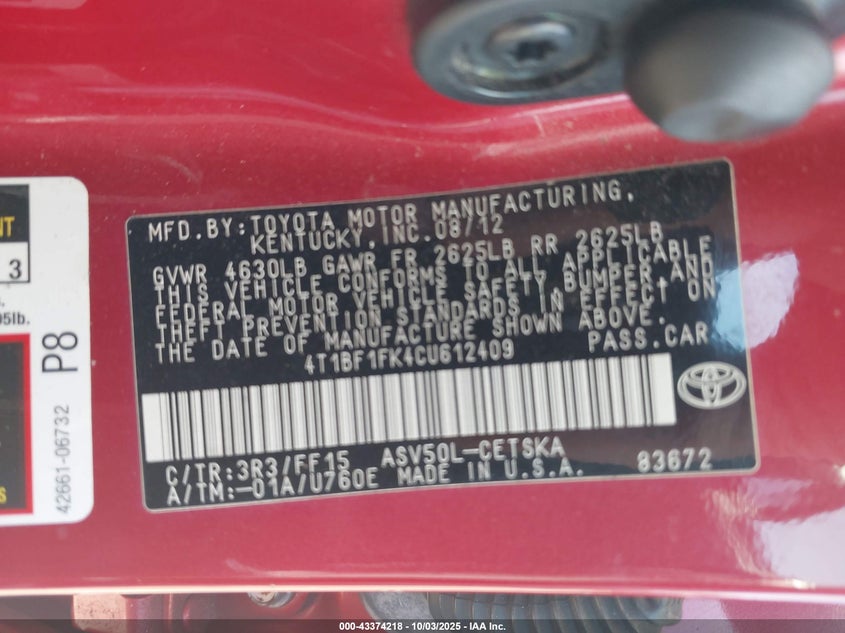 NT
3
5lb.
P8
42661-06732
S
MFD. BY: TOYOTA MOTOR MANUFACTURING,
KENTUCKY, INC. 08/12
GVWR 4630LB GAWR FR 2625LB RR 2625LB
THIS VEHICLE CONFORMS TO ALL APPLICABLE
FEDERAL MOTOR VEHICLE SAFETY, BUMPER AND
THEFT PREVENTION STANDARDS IN EFFECT ON
THE DATE OF MANUFACTURE SHOWN ABOVE.
4T1BF1FK4CU612409 PASS.CAR
C/TR:3R3/FF15 ASV50L-CETSKA
A/TM:-01A/U760E MADE IN U.S.A. 83672
000-43374218 - 10/03/2025 - IAA Inc.